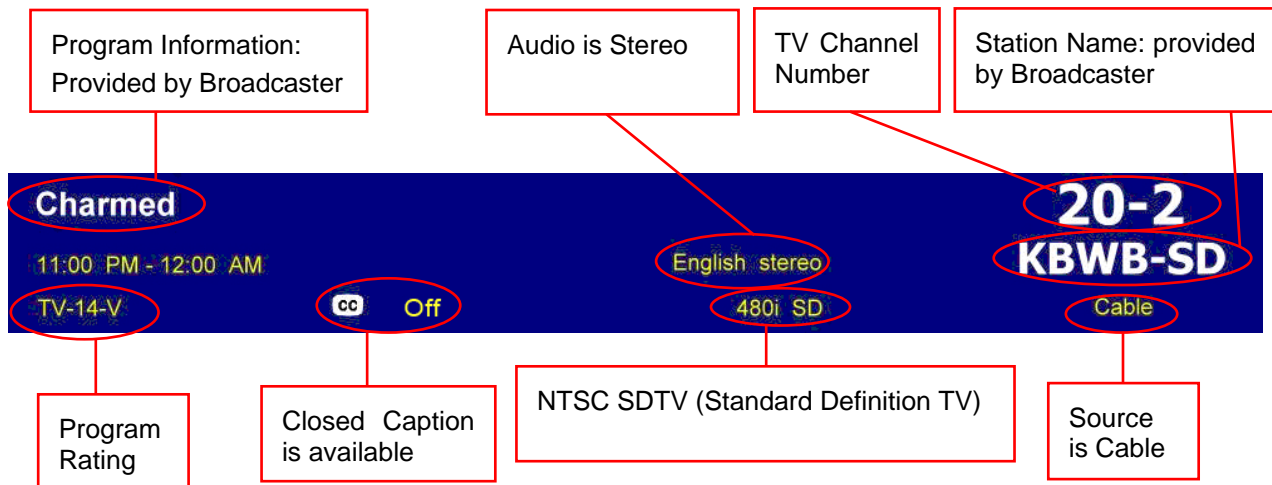 Program Information:
Provided by Broadcaster
Audio is Stereo
TV Channel
Number
Station Name: provided
by Broadcaster
Charmed
20-2
11:00 PM - 12:00 AM
English stereo
KBWB-SD
TV-14-V
CC Off
480i SD
Cable
Program
Rating
Closed Caption
is available
NTSC SDTV (Standard Definition TV)
Source
is Cable